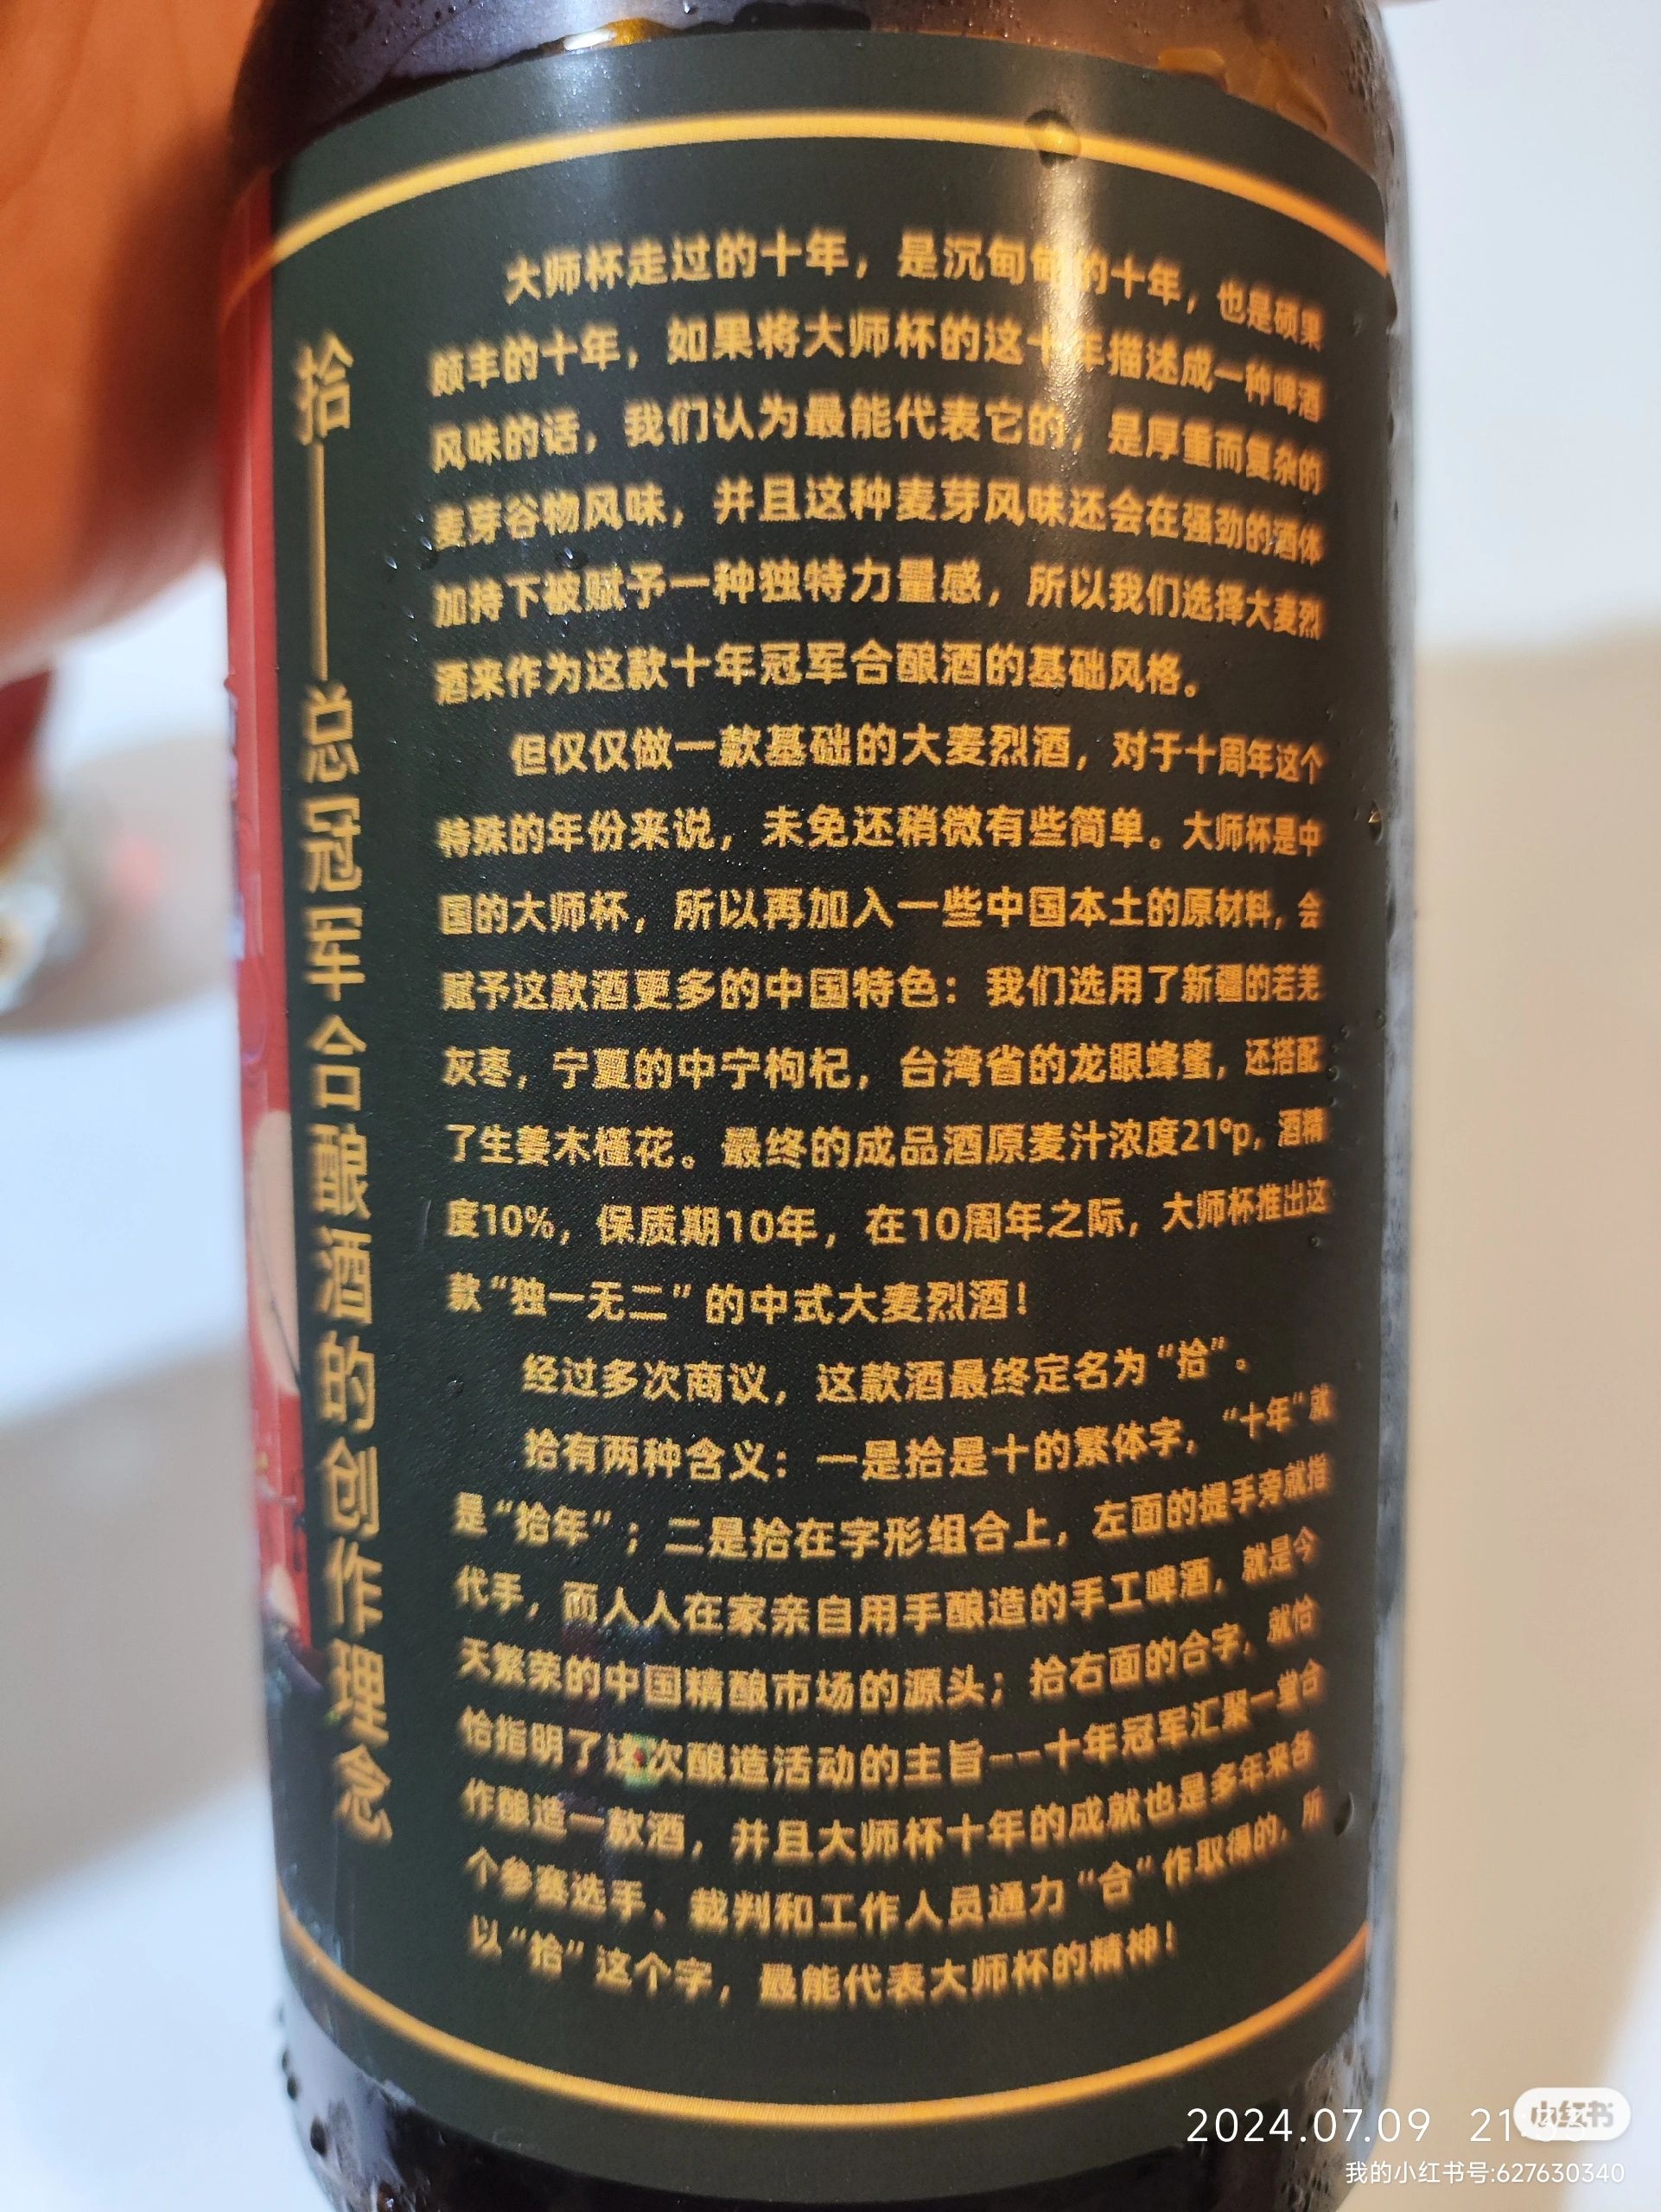 拾——总冠军合酿酒的创作理念
大师杯走过的十年，是沉甸甸的十年，也是硕果
颇丰的十年，如果将大师杯的这十年描述成一种啤酒
风味的话，我们认为最能代表它的，是厚重而复杂的
麦芽谷物风味，并且这种麦芽风味还会在强劲的酒体
加持下被赋予一种独特力量感，所以我们选择大麦烈
酒来作为这款十年冠军合酿酒的基础风格。
但仅仅做一款基础的大麦烈酒，对于十周年这个
特殊的年份来说，未免还稍微有些简单。大师杯是中
国的大师杯，所以再加入一些中国本土的原材料，会
赋予这款酒更多的中国特色：我们选用了新疆的若羌
灰枣，宁夏的中宁枸杞，台湾省的龙眼蜂蜜，还搭配
了生姜木槿花。最终的成品酒原麦汁浓度21°p，酒精
度10%，保质期10年，在10周年之际，大师杯推出这
款“独一无二”的中式大麦烈酒！
经过多次商议，这款酒最终定名为“拾”。
拾有两种含义：一是拾是十的繁体字，“十年”就
是“拾年”；二是拾在字形组合上，左面的提手旁就指
代手，而人人在家亲自用手酿造的手工啤酒，就是今
天繁荣的中国精酿市场的源头；拾右面的合字，就恰
恰指明了这次酿造活动的主旨——十年冠军汇聚一堂合
作酿造一款酒，并且大师杯十年的成就也是多年来各
个参赛选手、裁判和工作人员通力“合”作取得的，所
以“拾”这个字，最能代表大师杯的精神！
2024.07.09 21:33
小红书
我的小红书号:627630340